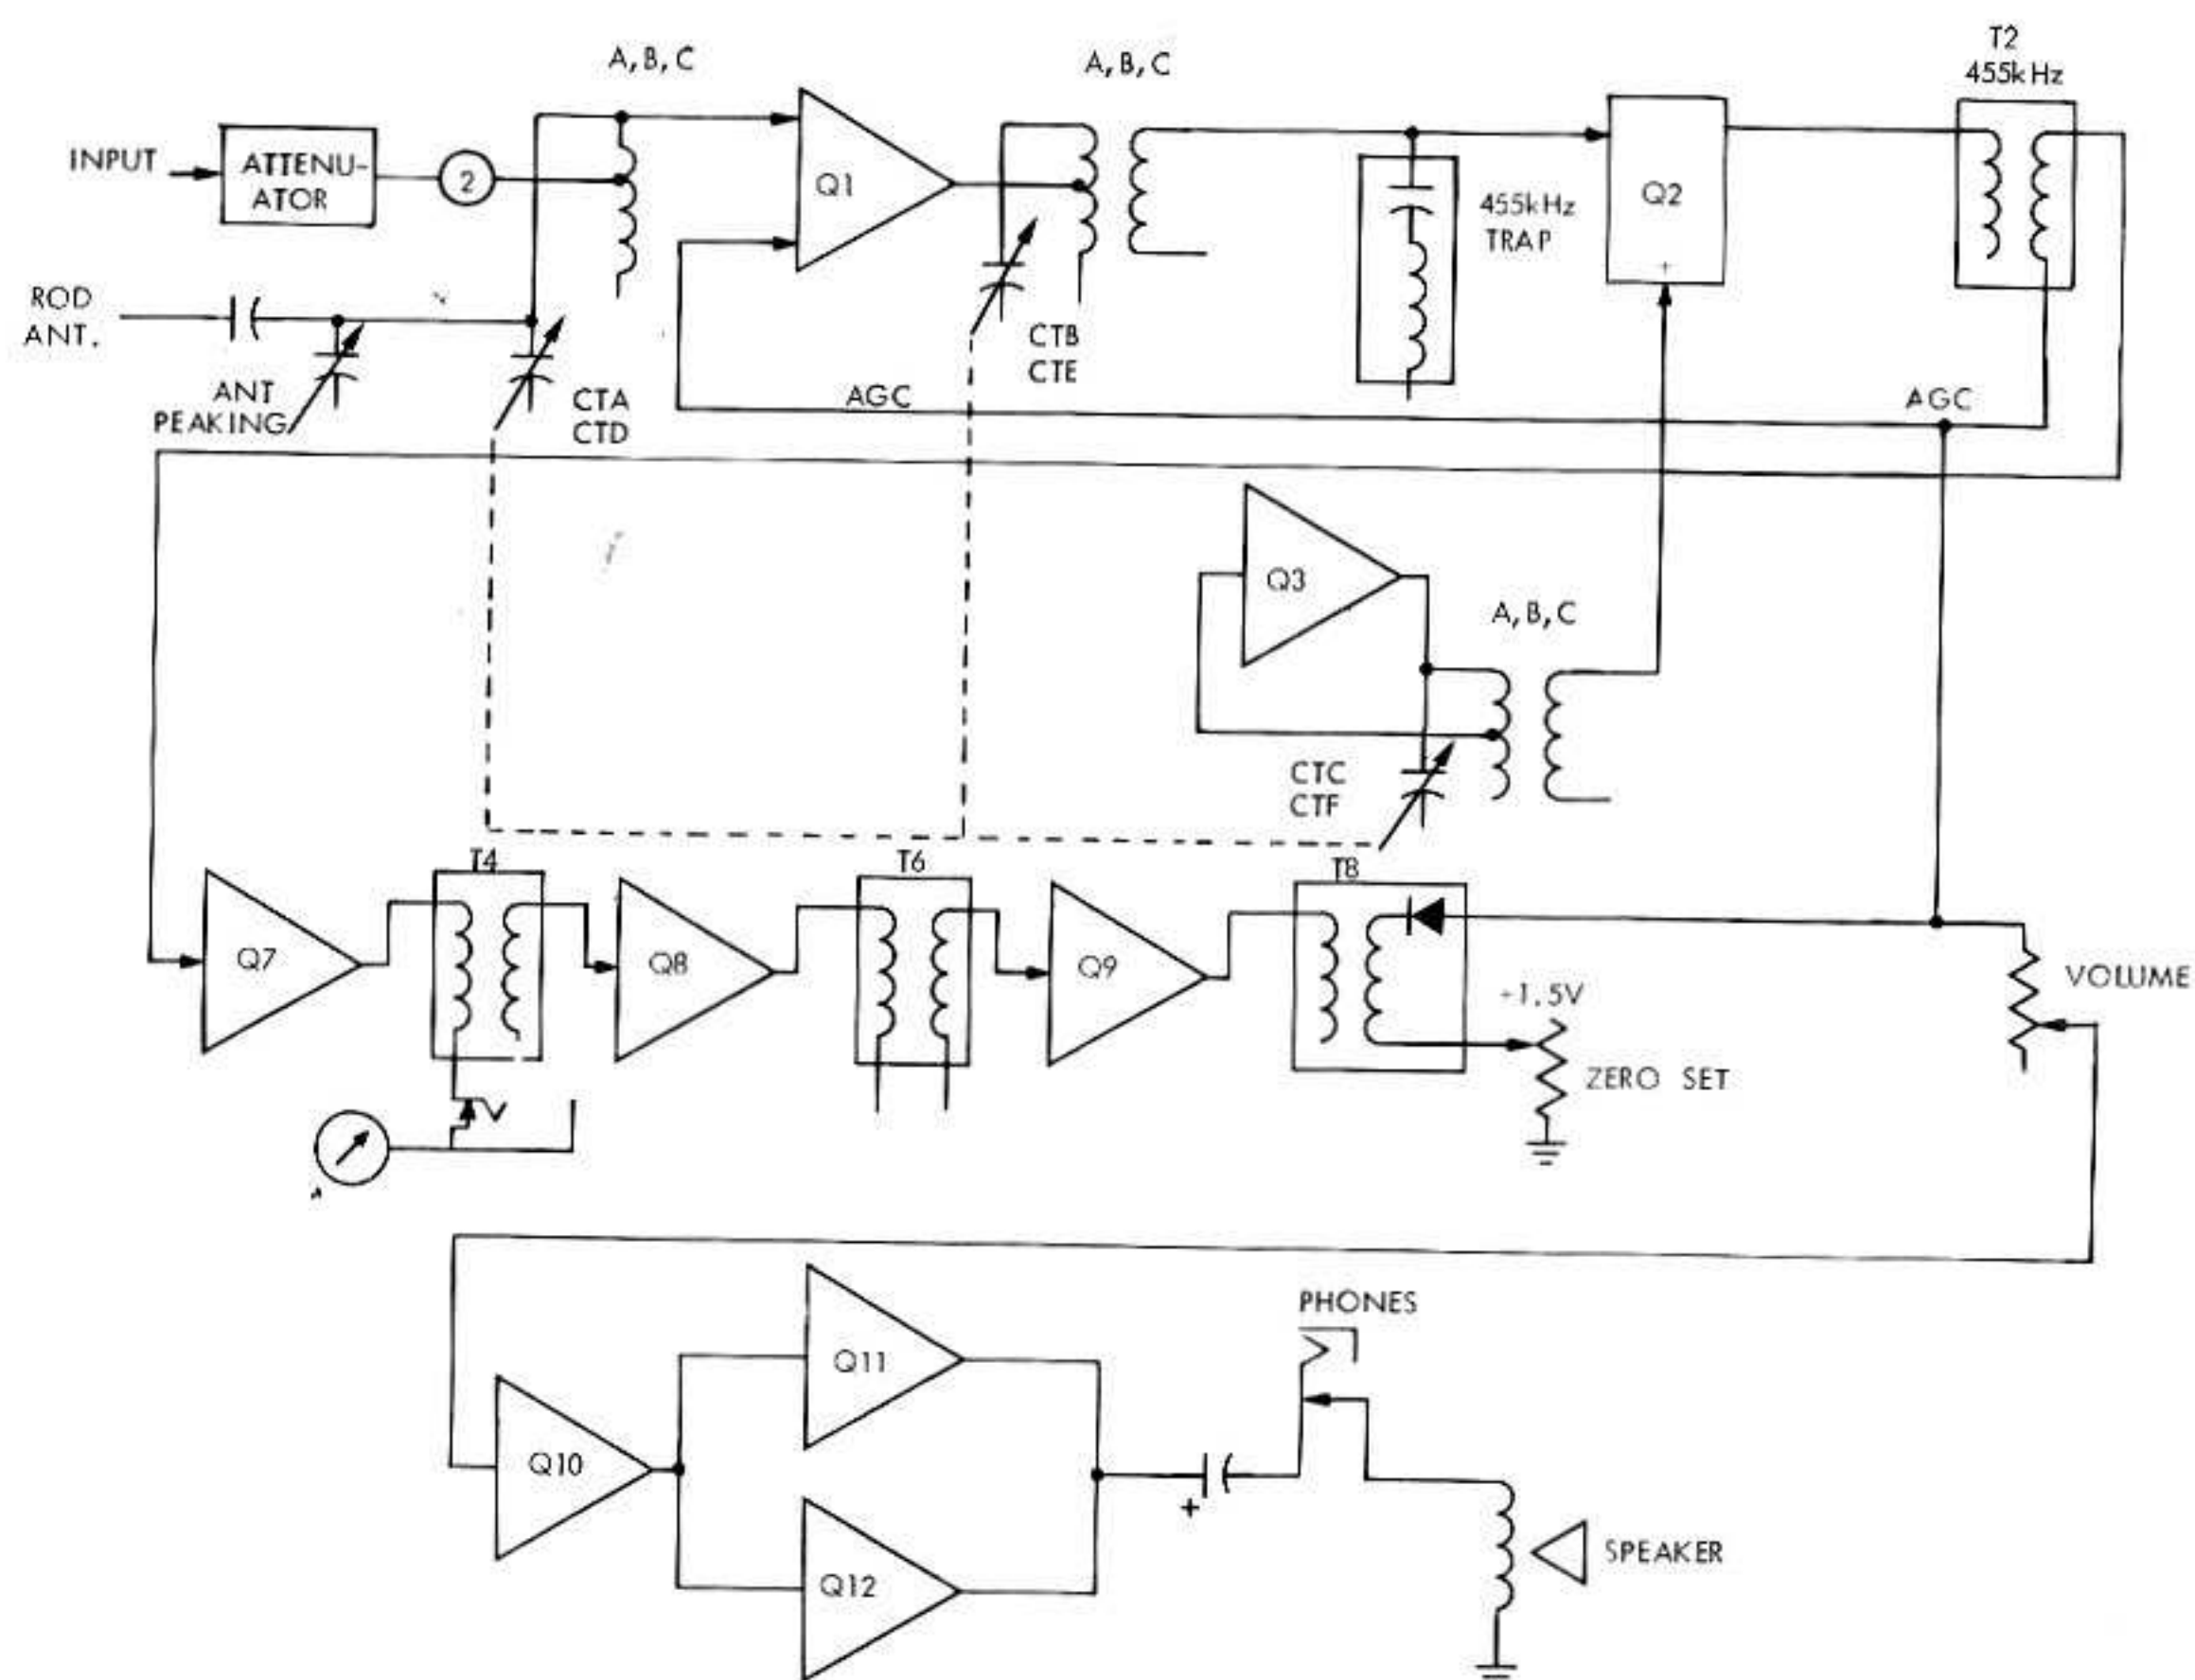 A, B, C
A, B, C
T2
455kHz
INPUT
ATTENU-
ATOR
2
Q1
Q2
455kHz
TRAP
ROD
ANT.
ANT
PEAKING
CTA
CTD
CTB
CTE
AGC
AGC
Q3
A, B, C
CTC
CTF
T4
T6
T8
Q7
Q8
Q9
VOLUME
-1.5V
ZERO SET
PHONES
Q11
Q10
+
Q12
SPEAKER